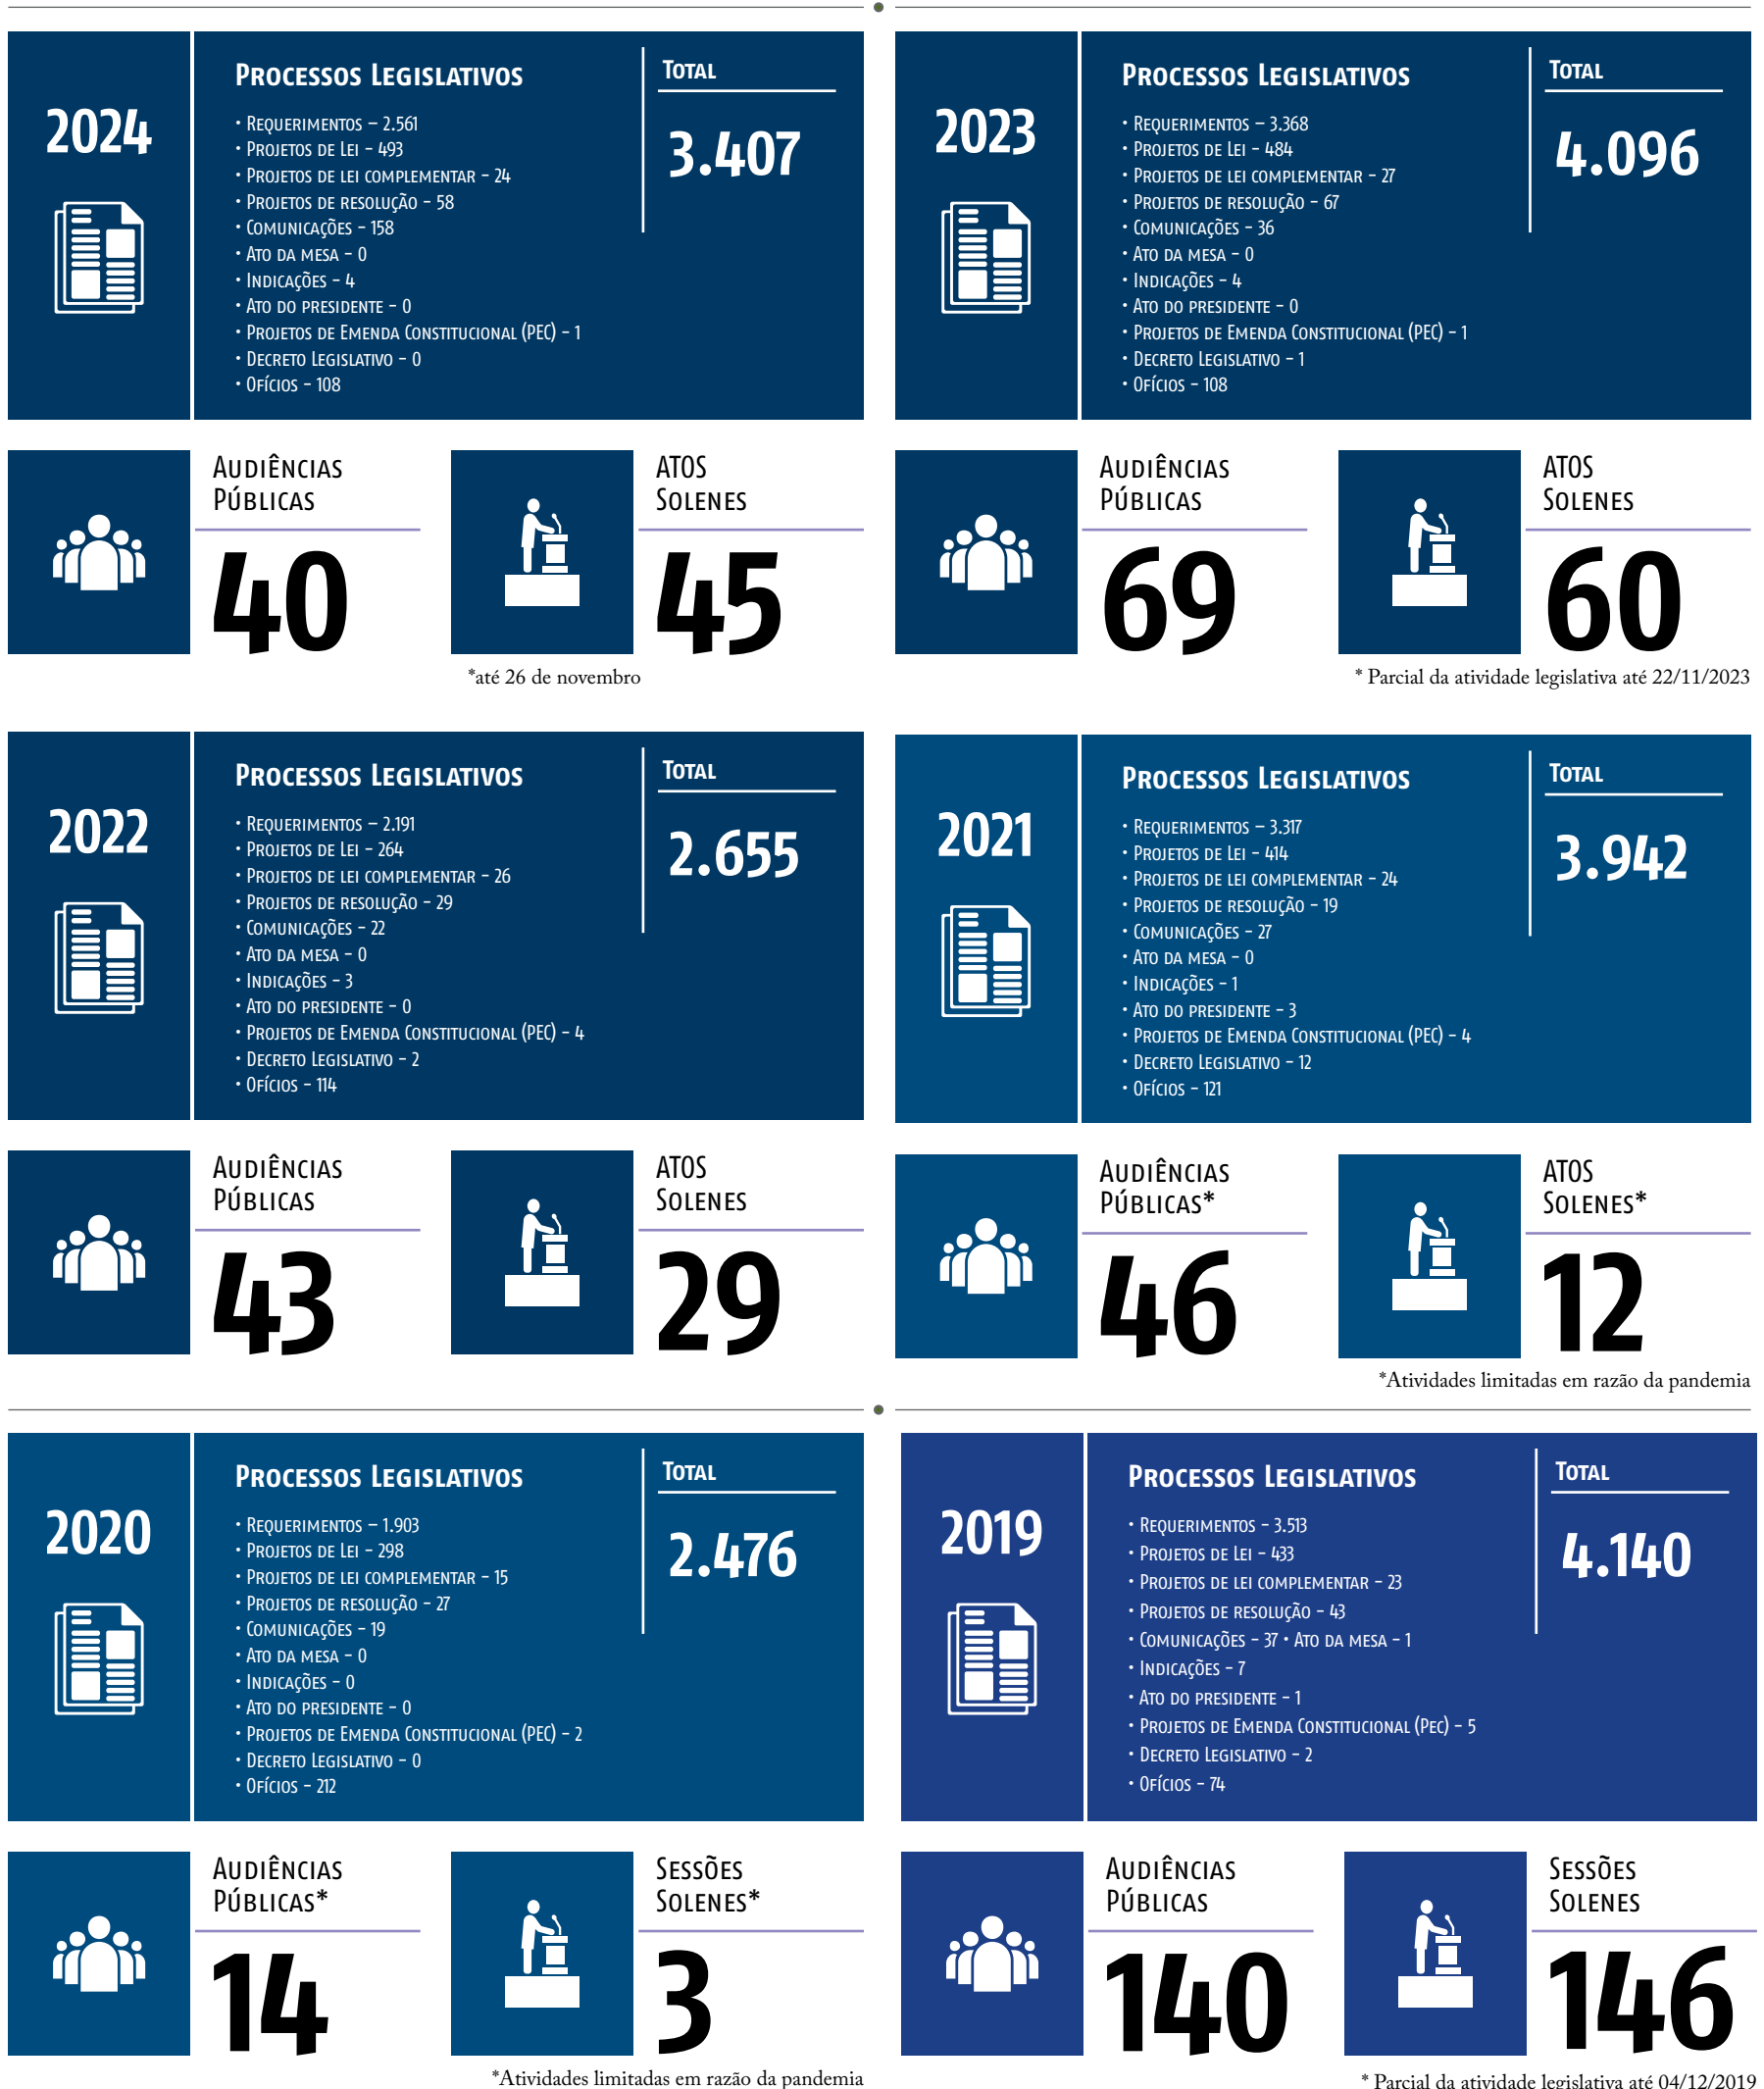 2024
Processos Legislativos
• Requerimentos – 2.561
• Projetos de Lei - 493
• Projetos de lei complementar - 24
• Projetos de resolução - 58
• Comunicações - 158
• Ato da mesa - 0
• Indicações - 4
• Ato do presidente - 0
• Projetos de Emenda Constitucional (PEC) - 1
• Decreto Legislativo - 0
• Ofícios - 108
Total
3.407
Audiências
Públicas
40
ATOS
Solenes
45
*até 26 de novembro
2023
Processos Legislativos
• Requerimentos – 3.368
• Projetos de Lei - 484
• Projetos de lei complementar - 27
• Projetos de resolução - 67
• Comunicações - 36
• Ato da mesa - 0
• Indicações - 4
• Ato do presidente - 0
• Projetos de Emenda Constitucional (PEC) - 1
• Decreto Legislativo - 1
• Ofícios - 108
Total
4.096
Audiências
Públicas
69
ATOS
Solenes
60
* Parcial da atividade legislativa até 22/11/2023
2022
Processos Legislativos
• Requerimentos – 2.191
• Projetos de Lei - 264
• Projetos de lei complementar - 26
• Projetos de resolução - 29
• Comunicações - 22
• Ato da mesa - 0
• Indicações - 3
• Ato do presidente - 0
• Projetos de Emenda Constitucional (PEC) - 4
• Decreto Legislativo - 2
• Ofícios - 114
Total
2.655
Audiências
Públicas
43
ATOS
Solenes
29
2021
Processos Legislativos
• Requerimentos – 3.317
• Projetos de Lei - 414
• Projetos de lei complementar - 24
• Projetos de resolução - 19
• Comunicações - 27
• Ato da mesa - 0
• Indicações - 1
• Ato do presidente - 3
• Projetos de Emenda Constitucional (PEC) - 4
• Decreto Legislativo - 12
• Ofícios - 121
Total
3.942
Audiências
Públicas*
46
ATOS
Solenes*
12
*Atividades limitadas em razão da pandemia
2020
Processos Legislativos
• Requerimentos – 1.903
• Projetos de Lei - 298
• Projetos de lei complementar - 15
• Projetos de resolução - 27
• Comunicações - 19
• Ato da mesa - 0
• Indicações - 0
• Ato do presidente - 0
• Projetos de Emenda Constitucional (PEC) - 2
• Decreto Legislativo - 0
• Ofícios - 212
Total
2.476
Audiências
Públicas*
14
Sessões
Solenes*
3
*Atividades limitadas em razão da pandemia
2019
Processos Legislativos
• Requerimentos - 3.513
• Projetos de Lei - 433
• Projetos de lei complementar - 23
• Projetos de resolução - 43
• Comunicações - 37 • Ato da mesa - 1
• Indicações - 7
• Ato do presidente - 1
• Projetos de Emenda Constitucional (Pec) - 5
• Decreto Legislativo - 2
• Ofícios - 74
Total
4.140
Audiências
Públicas
140
Sessões
Solenes
146
* Parcial da atividade legislativa até 04/12/2019